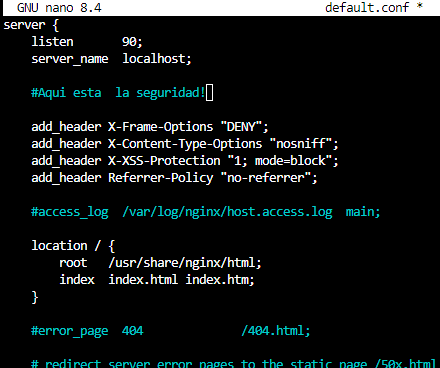 GNU nano 8.4 default.conf *
server {
    listen       90;
    server_name  localhost;
    #Aqui esta  la seguridad!
    add_header X-Frame-Options "DENY";
    add_header X-Content-Type-Options "nosniff";
    add_header X-XSS-Protection "1; mode=block";
    add_header Referrer-Policy "no-referrer";
    #access_log  /var/log/nginx/host.access.log  main;
    location / {
        root   /usr/share/nginx/html;
        index  index.html index.htm;
    }
    #error_page  404              /404.html;
    # redirect server error pages to the static page /50x.html